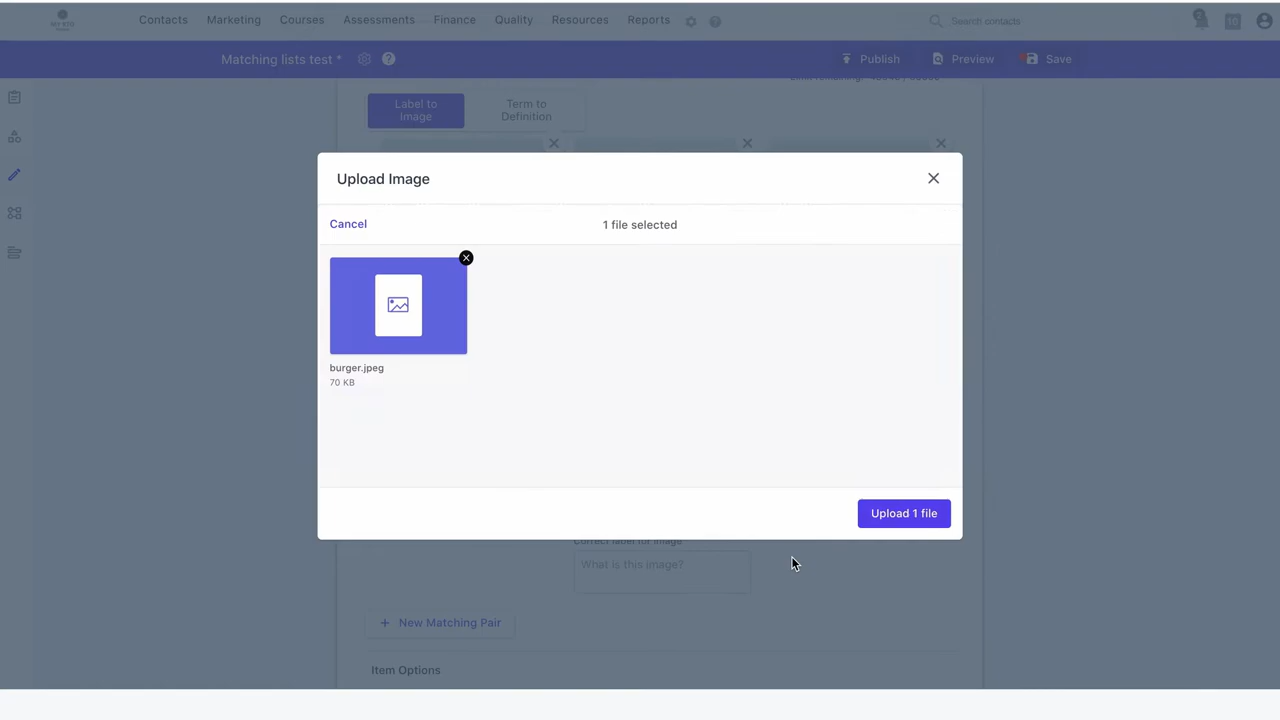 Contacts Marketing Courses Assessments Finance Quality Resources Reports Search contacts
Matching lists test * Publish Preview Save
Label to Image
Term to Definition
Upload Image
Cancel 1 file selected
burger.jpeg
70 KB
Upload 1 file
Correct label for image
What is this image?
+ New Matching Pair
Item Options